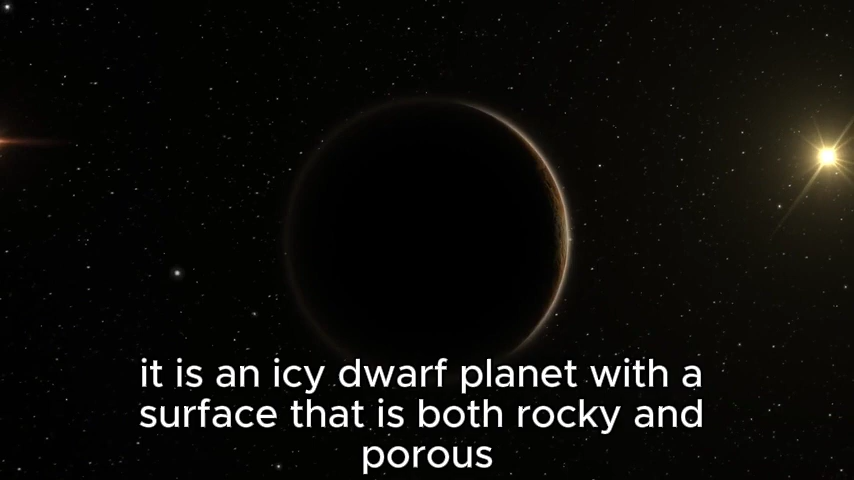 it is an icy dwarf planet with a
surface that is both rocky and
porous